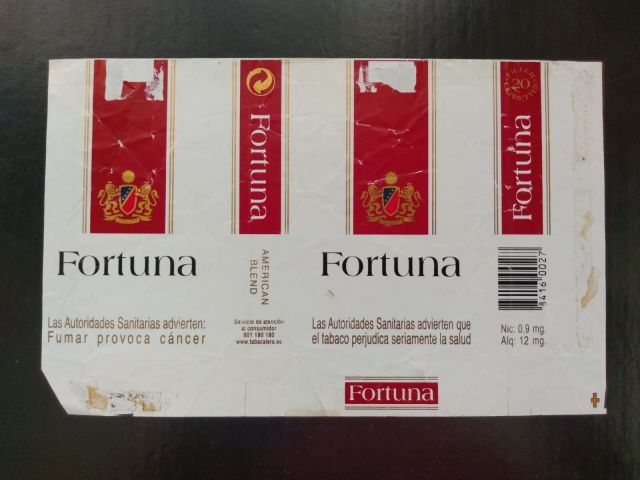 Fortuna
Las Autoridades Sanitarias advierten:
Fumar provoca cáncer
Fortuna
AMERICAN
BLEND
Servicio de atención
al consumidor
901 180 180
www.tabacalera.es
Fortuna
Las Autoridades Sanitarias advierten que
el tabaco perjudica seriamente la salud
Fortuna
20
Fortuna
84160027
Nic: 0,9 mg.
Alq: 12 mg.